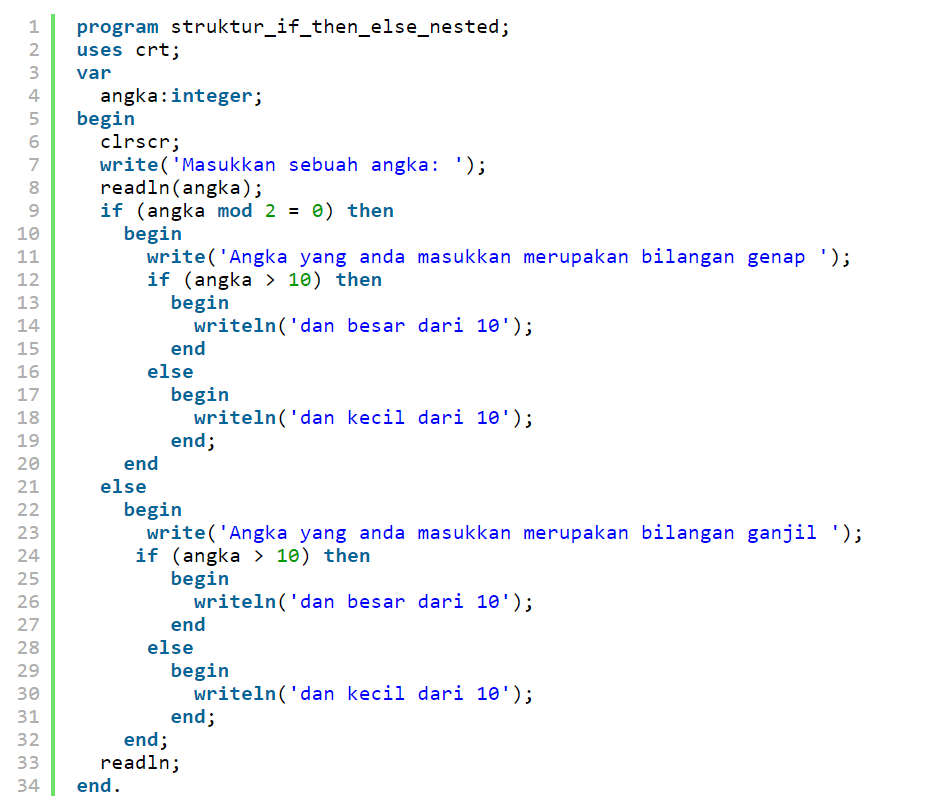 1 program struktur_if_then_else_nested;
2 uses crt;
3 var
4   angka:integer;
5 begin
6   clrscr;
7   write('Masukkan sebuah angka: ');
8   readln(angka);
9   if (angka mod 2 = 0) then
10     begin
11       write('Angka yang anda masukkan merupakan bilangan genap ');
12       if (angka > 10) then
13         begin
14           writeln('dan besar dari 10');
15         end
16       else
17         begin
18           writeln('dan kecil dari 10');
19         end;
20     end
21   else
22     begin
23       write('Angka yang anda masukkan merupakan bilangan ganjil ');
24      if (angka > 10) then
25         begin
26           writeln('dan besar dari 10');
27         end
28       else
29         begin
30           writeln('dan kecil dari 10');
31         end;
32     end;
33   readln;
34 end.